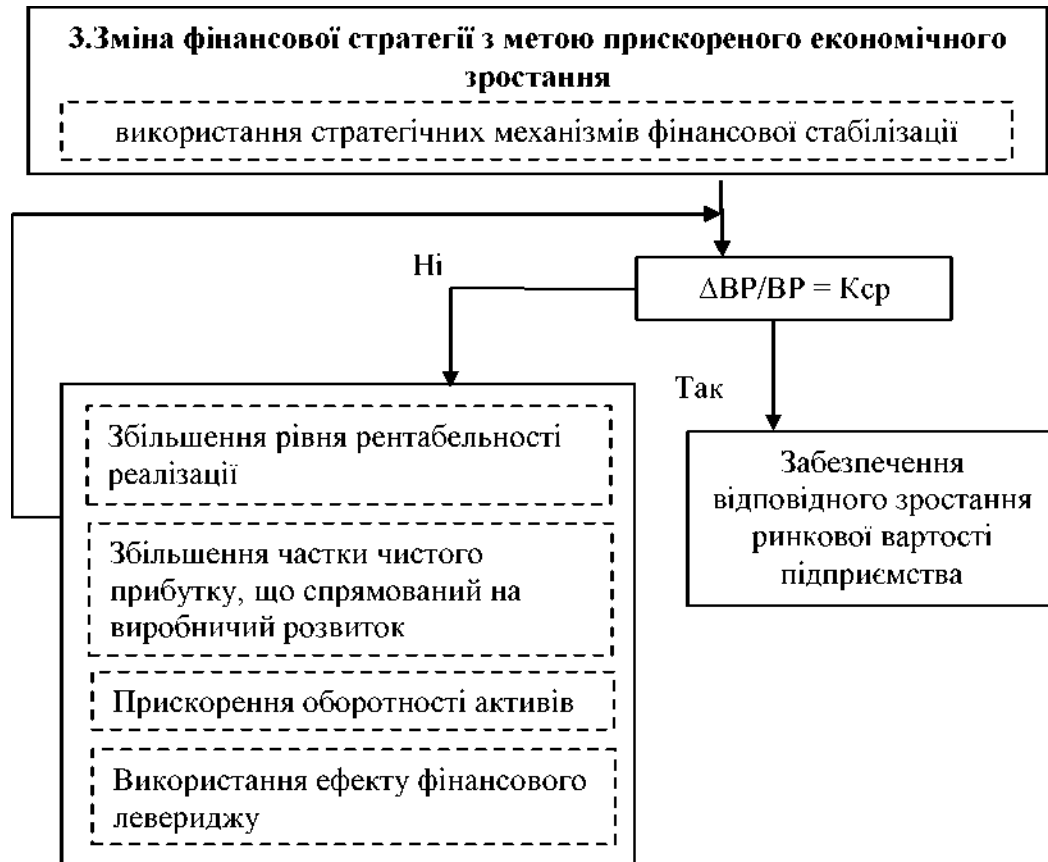 3.Зміна фінансової стратегії з метою прискореного економічного
зростання
використання стратегічних механізмів фінансової стабілізації
Ні
ΔВР/ВР = Кср
Так
Збільшення рівня рентабельності
реалізації
Збільшення частки чистого
прибутку, що спрямований на
виробничий розвиток
Прискорення оборотності активів
Використання ефекту фінансового
левериджу
Забезпечення
відповідного зростання
ринкової вартості
підприємства